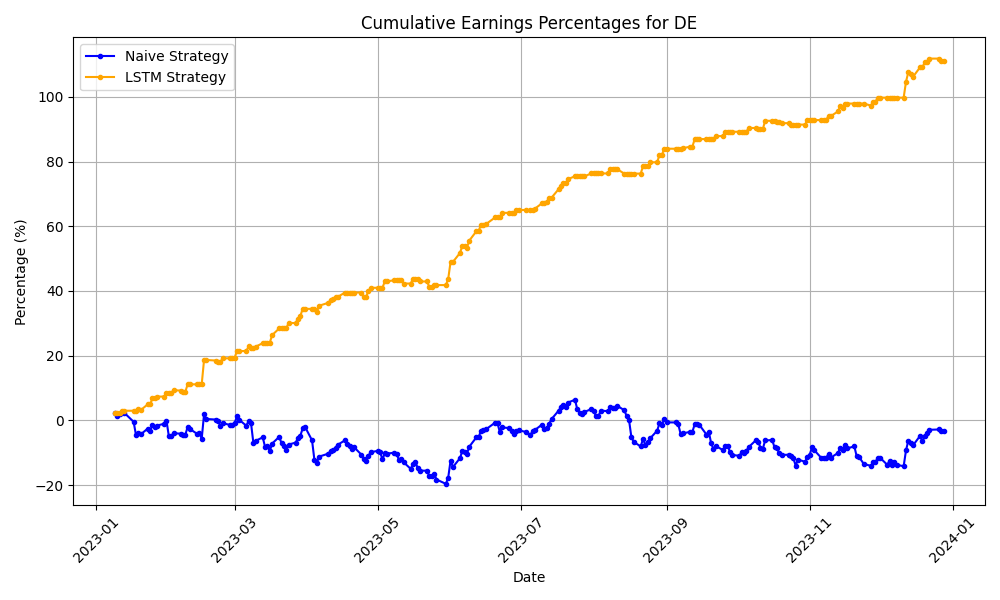 Cumulative Earnings Percentages for DE
Naive Strategy
LSTM Strategy
Percentage (%)
100
80
60
40
20
0
−20
2023-01
2023-03
2023-05
2023-07
2023-09
2023-11
2024-01
Date